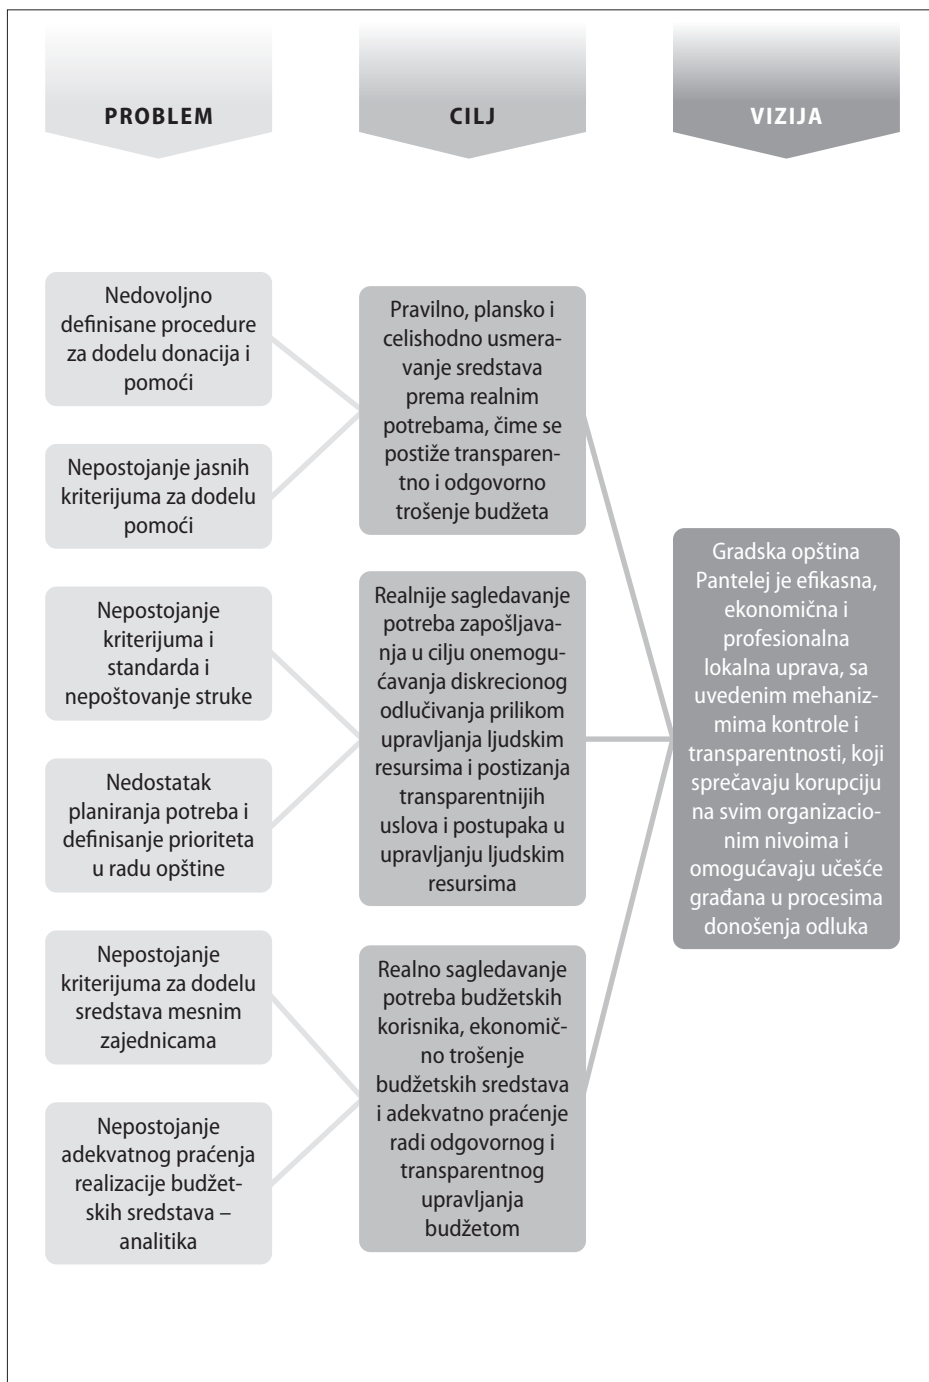 PROBLEM
CILJ
VIZIJA
Nedovoljno
definisane procedure
za dodelu donacija i
pomoći
Nepostojanje jasnih
kriterijuma za dodelu
pomoći
Nepostojanje
kriterijuma i
standarda i
nepoštovanje struke
Nedostatak
planiranja potreba i
definisanje prioriteta
u radu opštine
Nepostojanje
kriterijuma za dodelu
sredstava mesnim
zajednicama
Nepostojanje
adekvatnog praćenja
realizacije budžet-
skih sredstava –
analitika
Pravilno, plansko i
celishodno usmera-
vanje sredstava
prema realnim
potrebama, čime se
postiže transparen-
tno i odgovorno
trošenje budžeta
Realnije sagledavanje
potreba zapošljava-
nja u cilju onemogu-
ćavanja diskrecionog
odlučivanja prilikom
upravljanja ljudskim
resursima i postizanja
transparentnijih
uslova i postupaka u
upravljanju ljudskim
resursima
Realno sagledavanje
potreba budžetskih
korisnika, ekonomič-
no trošenje
budžetskih sredstava
i adekvatno praćenje
radi odgovornog i
transparentnog
upravljanja
budžetom
Gradska opština
Pantelej je efikasna,
ekonomična i
profesionalna
lokalna uprava, sa
uvedenim mehaniz-
mima kontrole i
transparentnosti, koji
sprečavaju korupciju
na svim organizacio-
nim nivoima i
omogućavaju učešće
građana u procesima
donošenja odluka